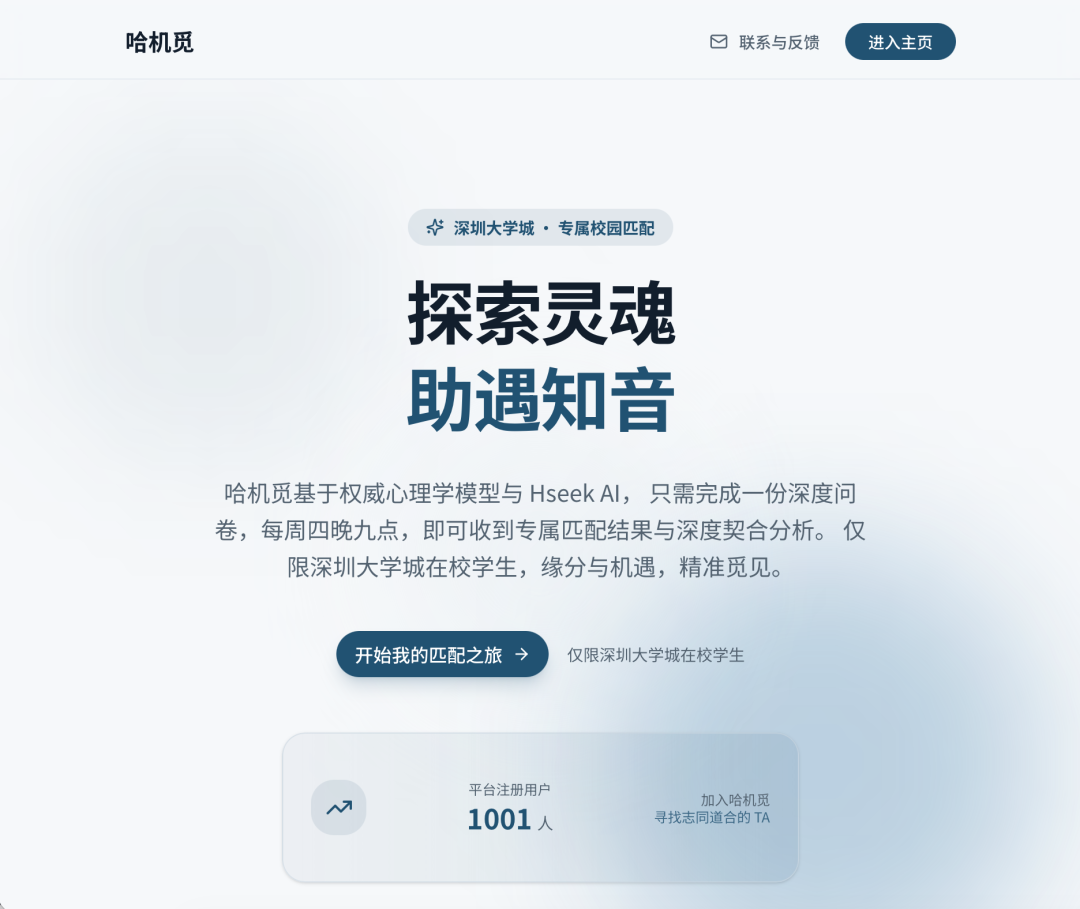 哈机觅
联系与反馈
进入主页
深圳大学城 · 专属校园匹配
探索灵魂
助遇知音
哈机觅基于权威心理学模型与 Hseek AI， 只需完成一份深度问
卷，每周四晚九点，即可收到专属匹配结果与深度契合分析。 仅
限深圳大学城在校学生，缘分与机遇，精准觅见。
开始我的匹配之旅 →
仅限深圳大学城在校学生
平台注册用户
1001 人
加入哈机觅
寻找志同道合的 TA